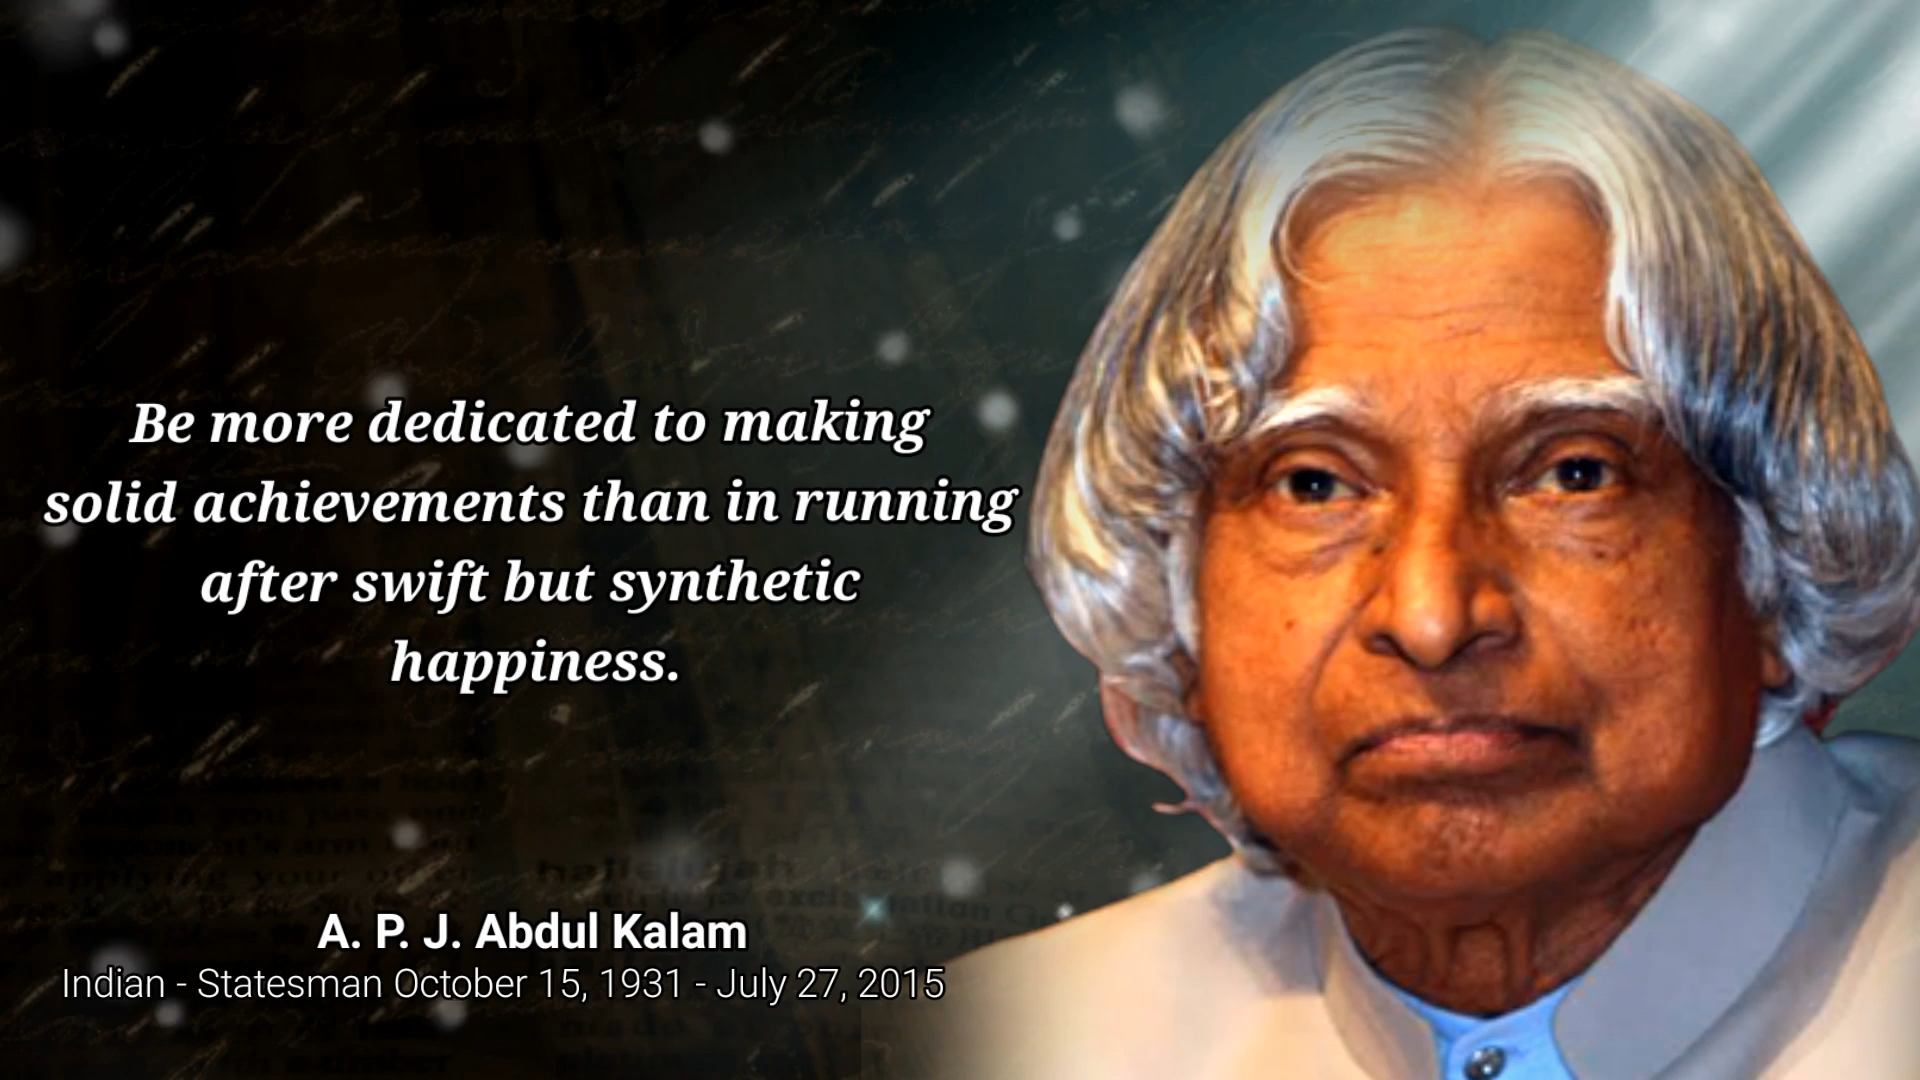 Be more dedicated to making
solid achievements than in running
after swift but synthetic
happiness.
A. P. J. Abdul Kalam
Indian - Statesman October 15, 1931 - July 27, 2015